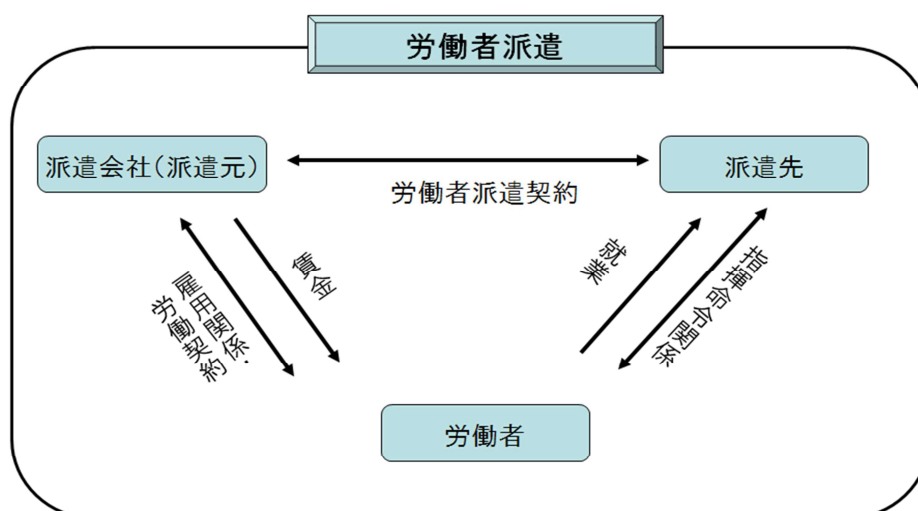 労働者派遣
派遣会社(派遣元)
派遣先
労働者派遣契約
雇用関係・
労働契約
賃金
就業
指揮命令関係
労働者